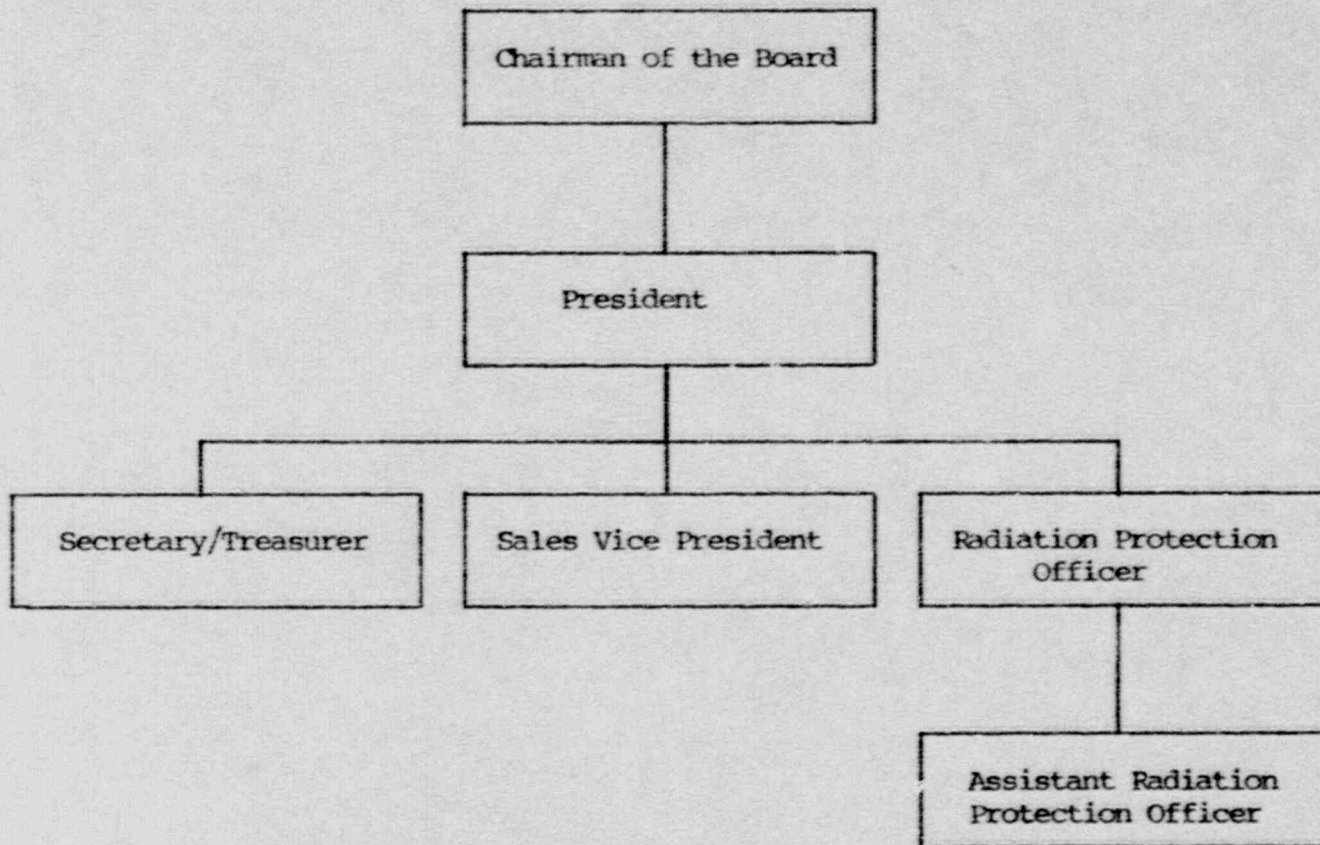 Chairman of the Board
President
Secretary/Treasurer
Sales Vice President
Radiation Protection
Officer
Assistant Radiation
Protection Officer